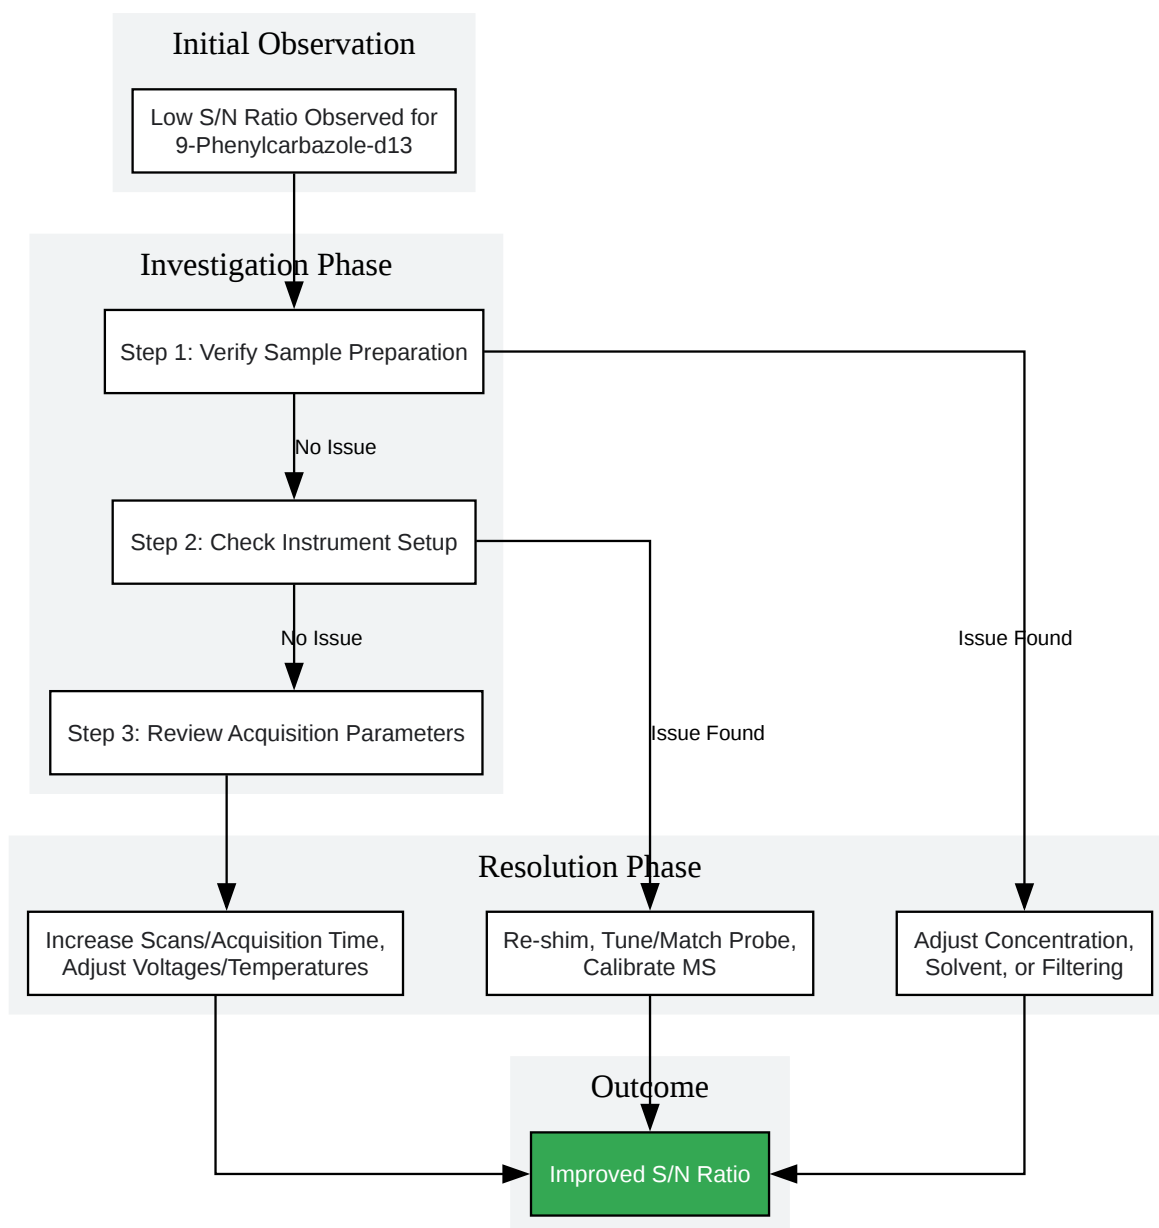 Initial Observation
Low S/N Ratio Observed for
9-Phenylcarbazole-d13
Investigation Phase
Step 1: Verify Sample Preparation
No Issue
Step 2: Check Instrument Setup
No Issue
Issue Found
Step 3: Review Acquisition Parameters
Issue Found
Resolution Phase
Increase Scans/Acquisition Time,
Adjust Voltages/Temperatures
Re-shim, Tune/Match Probe,
Calibrate MS
Adjust Concentration,
Solvent, or Filtering
Outcome
Improved S/N Ratio